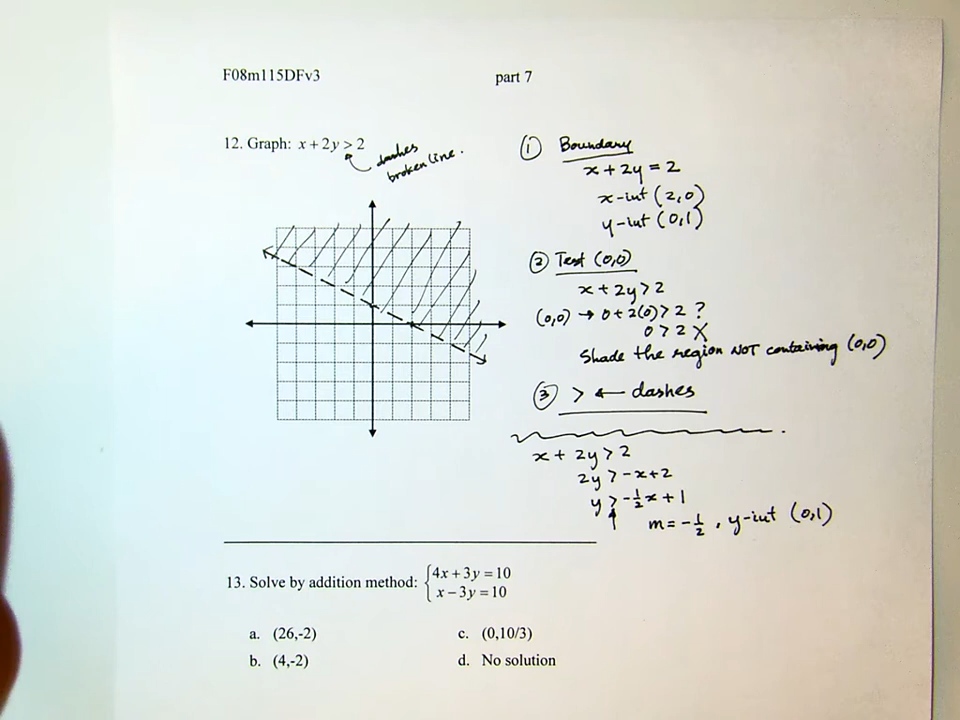 F08m115DFv3 part 7
12. Graph: x + 2y > 2
dashes
broken line.
① Boundary
x + 2y = 2
x-int (2,0)
y-int (0,1)
② Test (0,0)
x + 2y > 2
(0,0) → 0 + 2(0) > 2 ?
0 > 2 X
Shade the region NOT containing (0,0)
③ > ← dashes
x + 2y > 2
2y > -x + 2
y > -1/2 x + 1
m = -1/2 , y-int (0,1)
13. Solve by addition method: { 4x + 3y = 10
x - 3y = 10
a. (26,-2) c. (0,10/3)
b. (4,-2) d. No solution